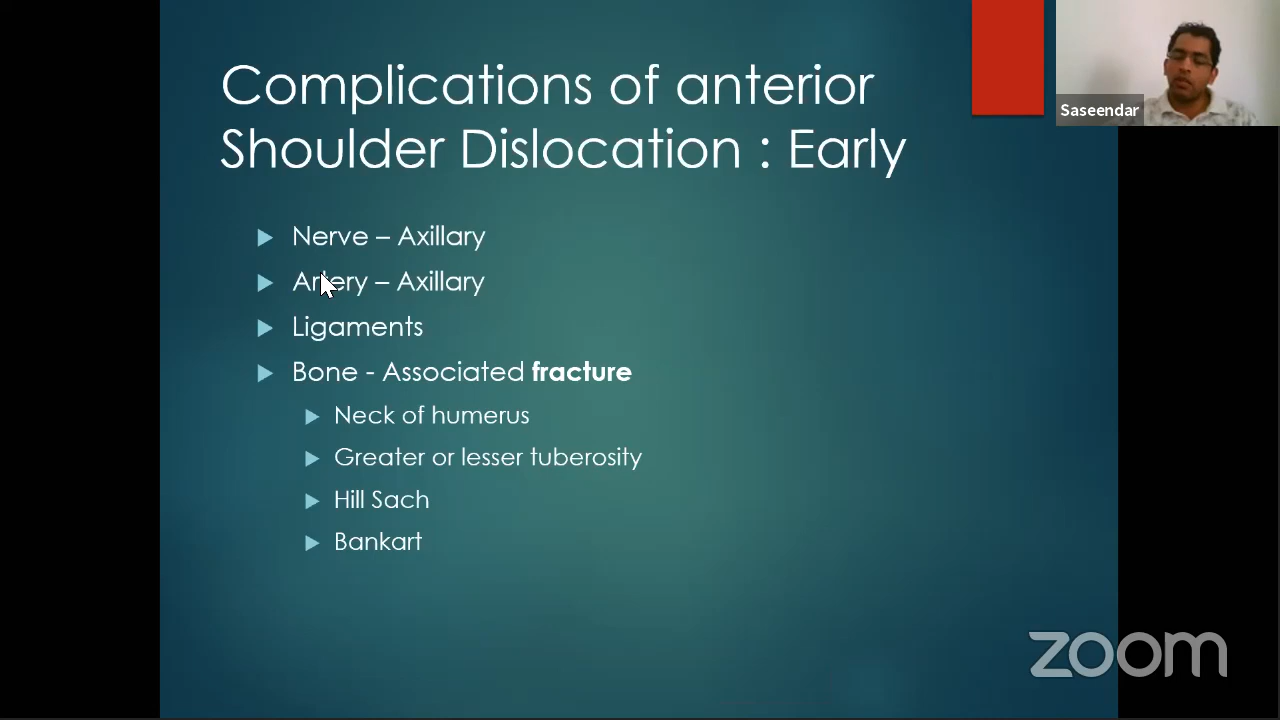 Complications of anterior
Shoulder Dislocation : Early
Saseendar
Nerve – Axillary
Artery – Axillary
Ligaments
Bone - Associated fracture
Neck of humerus
Greater or lesser tuberosity
Hill Sach
Bankart
zoom